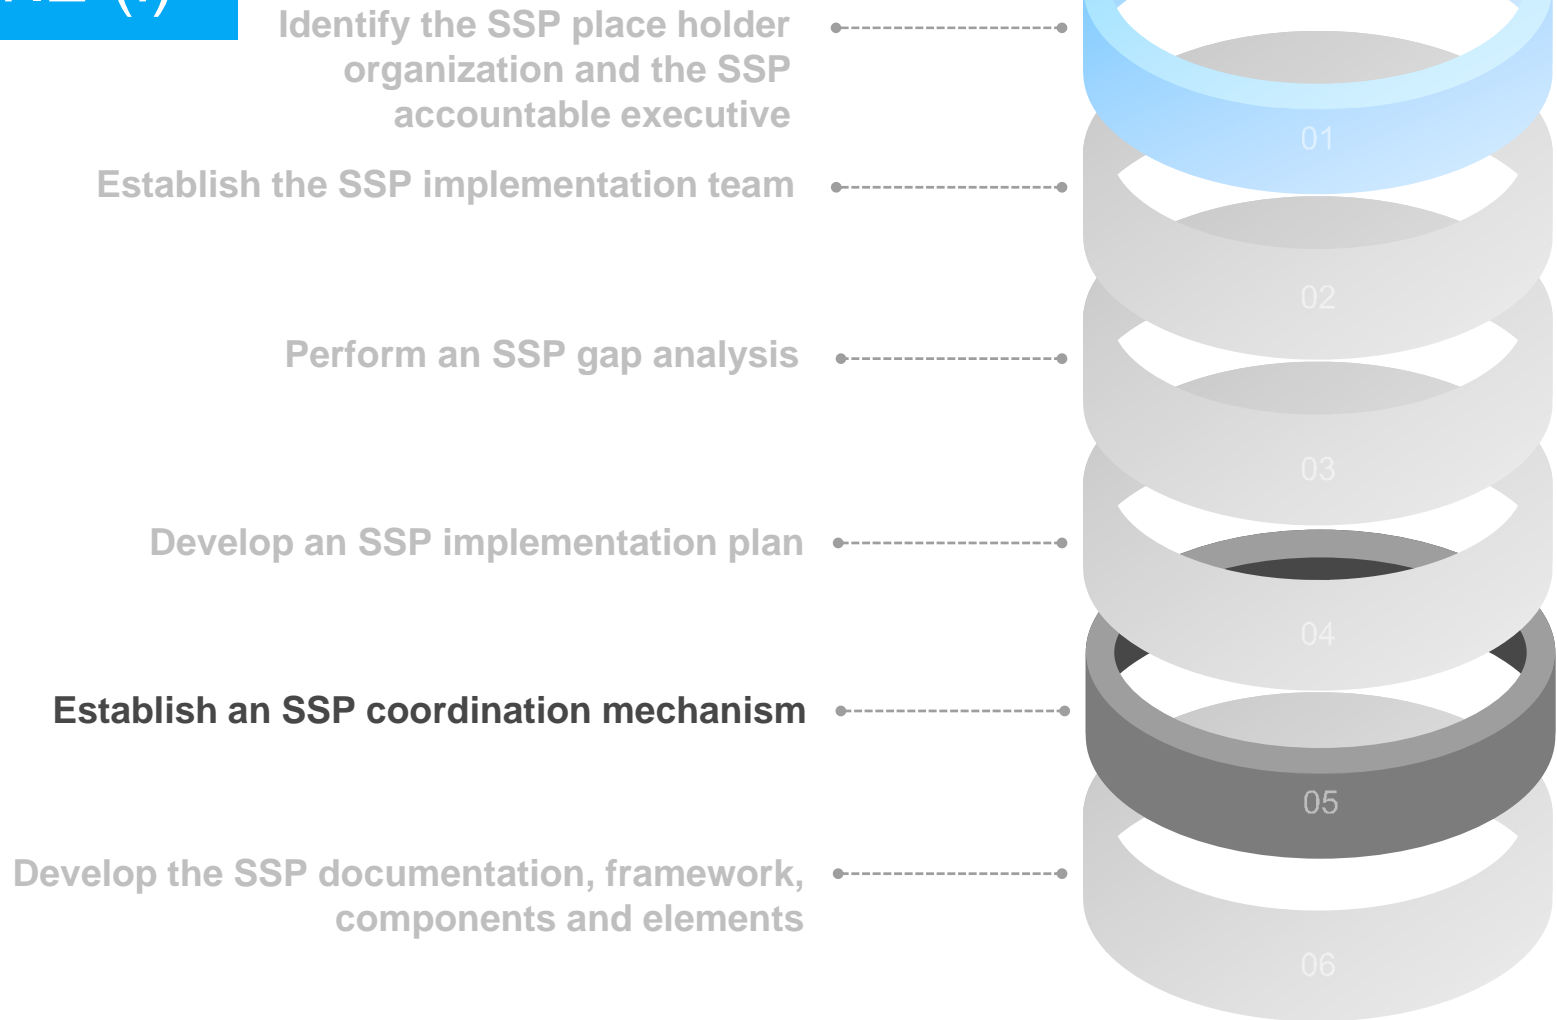 Identify the SSP place holder
organization and the SSP
accountable executive
01
Establish the SSP implementation team
02
Perform an SSP gap analysis
03
Develop an SSP implementation plan
04
Establish an SSP coordination mechanism
05
Develop the SSP documentation, framework,
components and elements
06